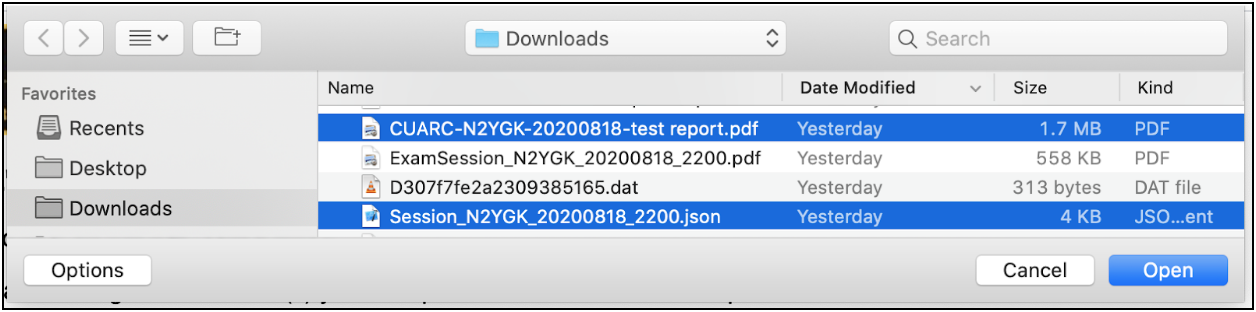 Downloads
Search
Favorites
Name Date Modified Size Kind
Recents
CUARC-N2YGK-20200818-test report.pdf Yesterday 1.7 MB PDF
ExamSession_N2YGK_20200818_2200.pdf Yesterday 558 KB PDF
Desktop
D307f7fe2a2309385165.dat Yesterday 313 bytes DAT file
Downloads
Session_N2YGK_20200818_2200.json Yesterday 4 KB JSO...ent
Options Cancel Open